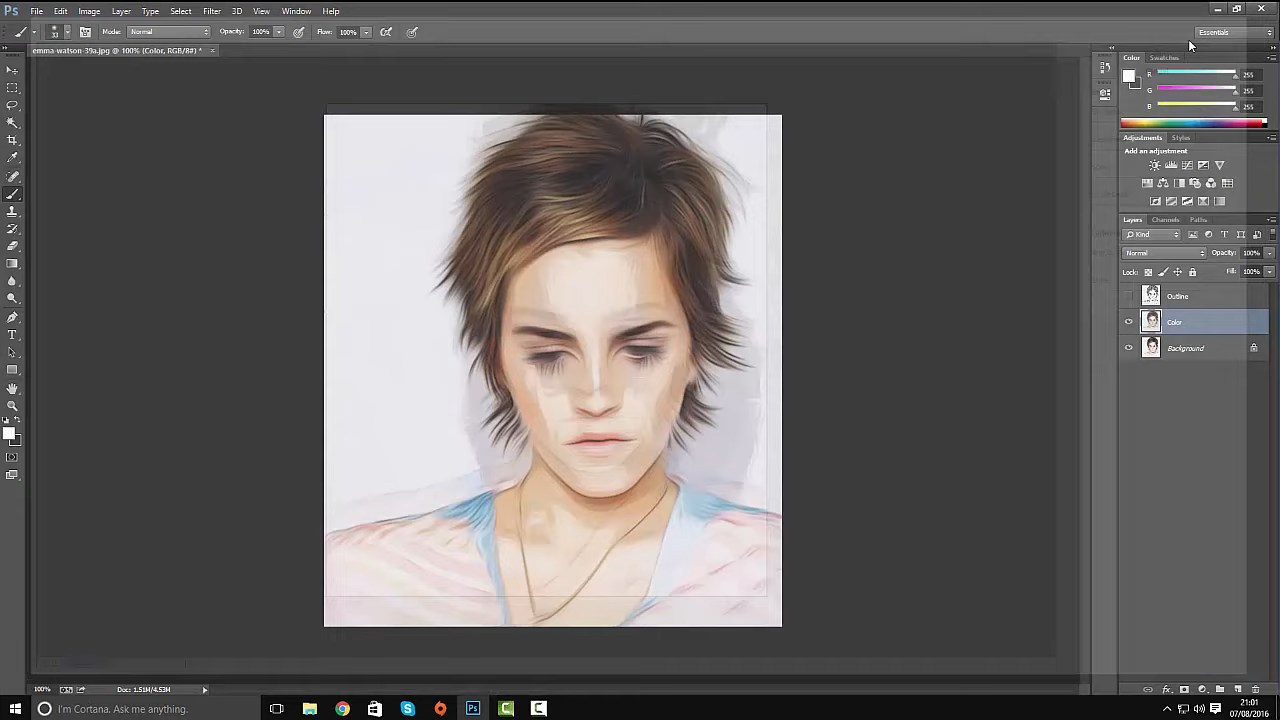 Ps File Edit Image Layer Type Select Filter 3D View Window Help
33 Mode: Normal Opacity: 100% Flow: 100% Essentials
emma-watson-39a.jpg @ 100% (Color, RGB/8#) * ×
Color Swatches
R 255
G 255
B 255
Adjustments Styles
Add an adjustment
Layers Channels Paths
Kind
Normal Opacity: 100%
Lock: Fill: 100%
Outline
Color
Background
100% Doc: 1.51M/4.53M
I'm Cortana. Ask me anything.
21:01
07/08/2016